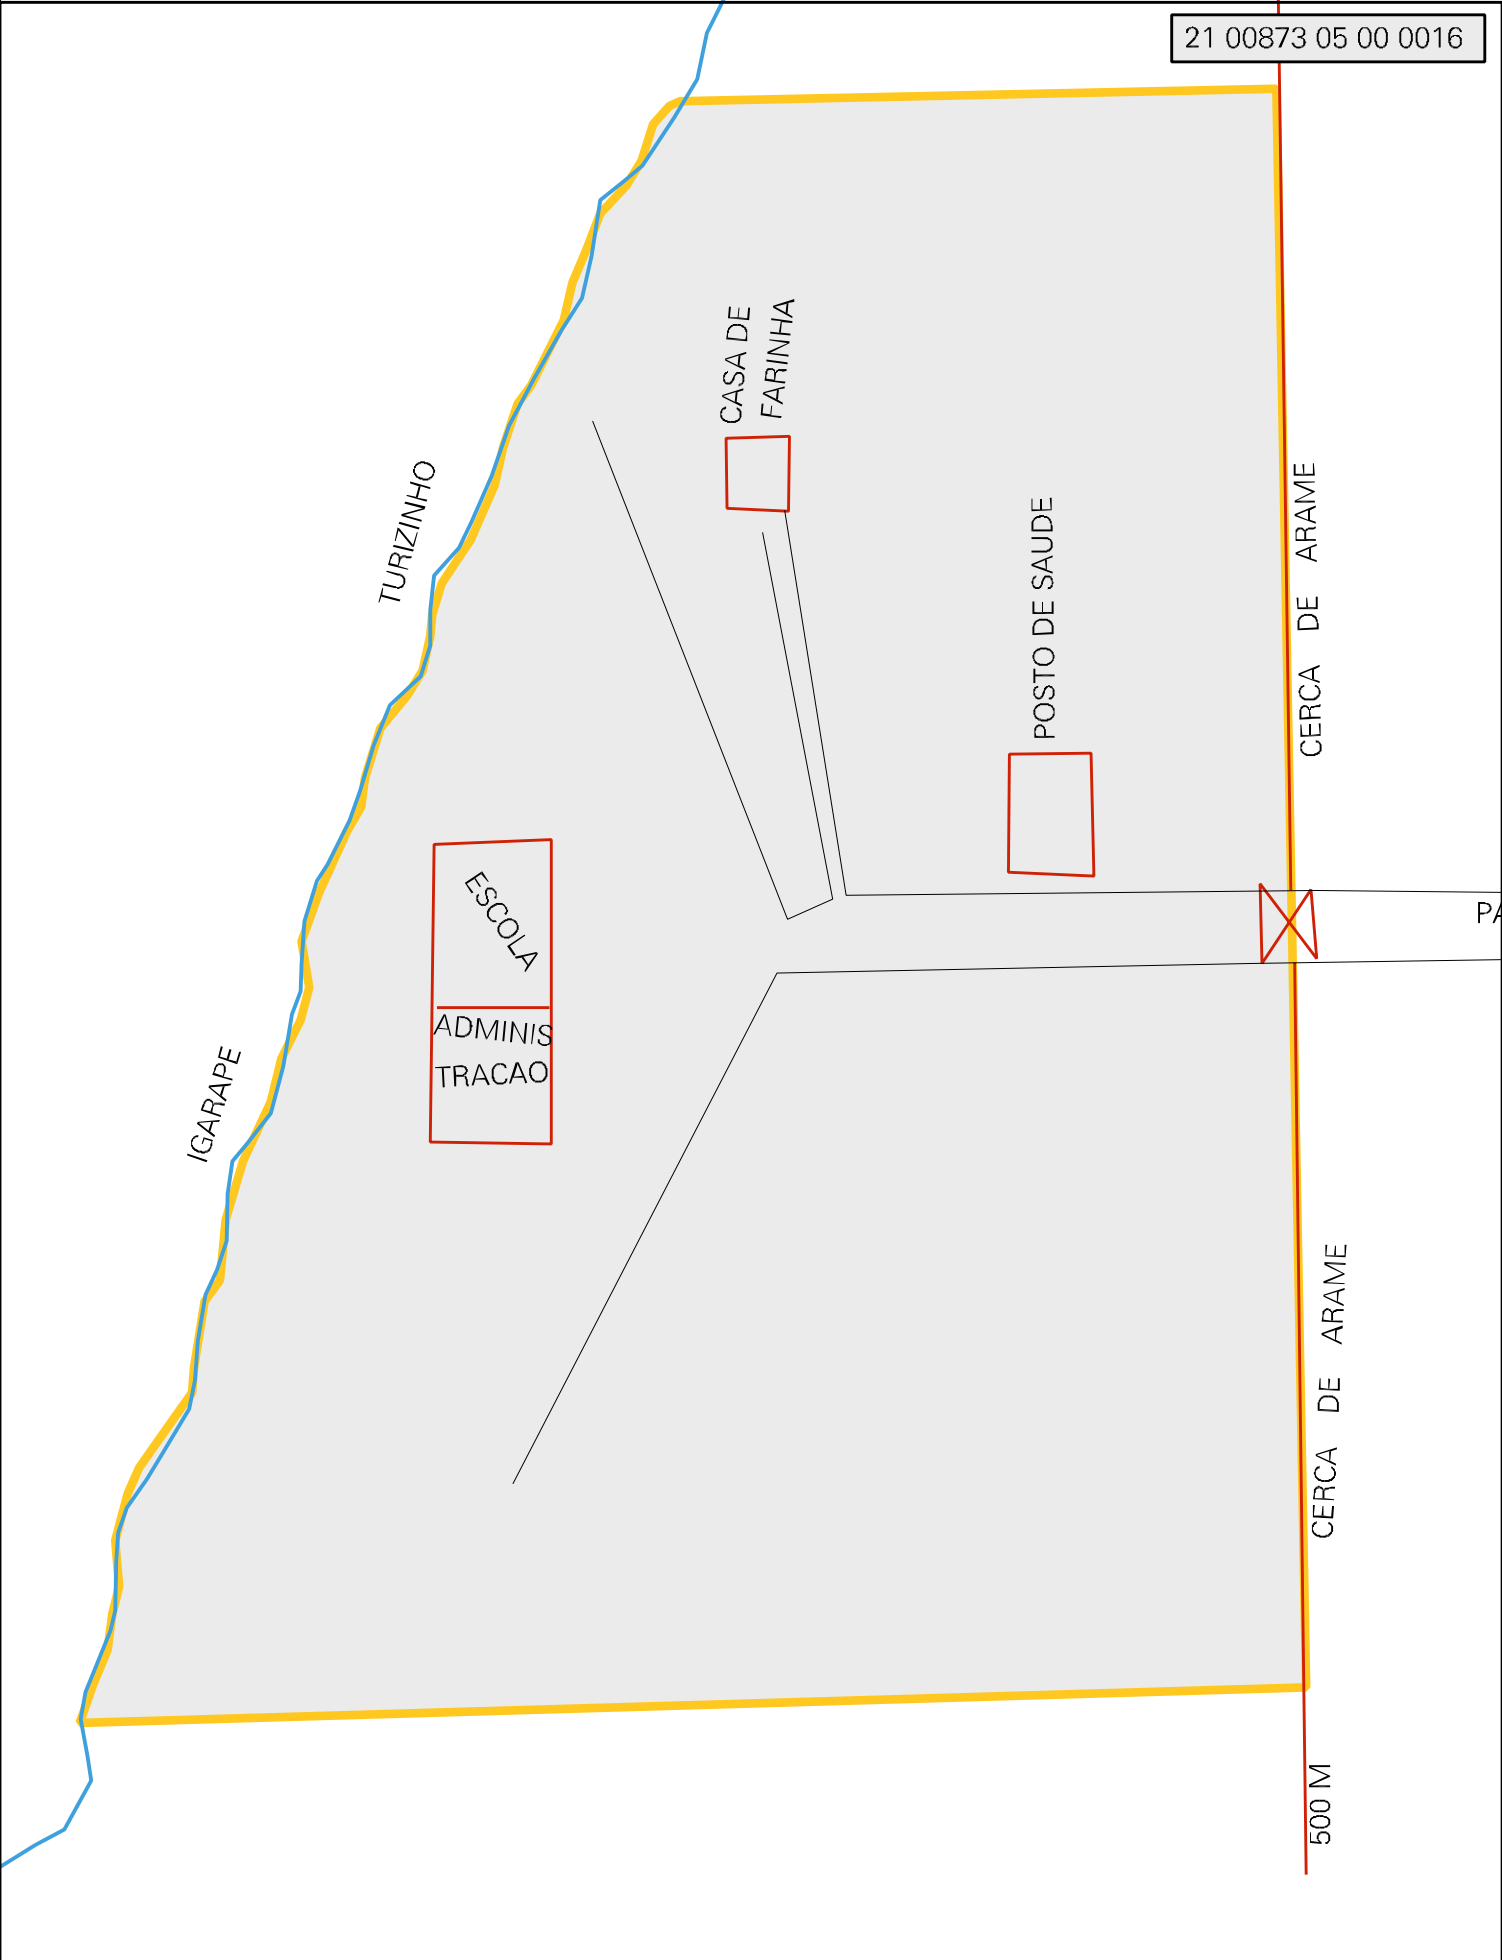 21 00873 05 00 0016
CASA DE
FARINHA
TURIZINHO
POSTO DE SAUDE
CERCA DE ARAME
ESCOLA
PA
ADMINIS
TRACAO
IGARAPE
CERCA DE ARAME
500 M